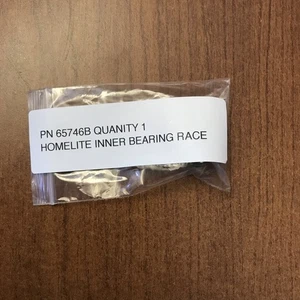 PN 65746B QUANITY 1
HOMELITE INNER BEARING RACE